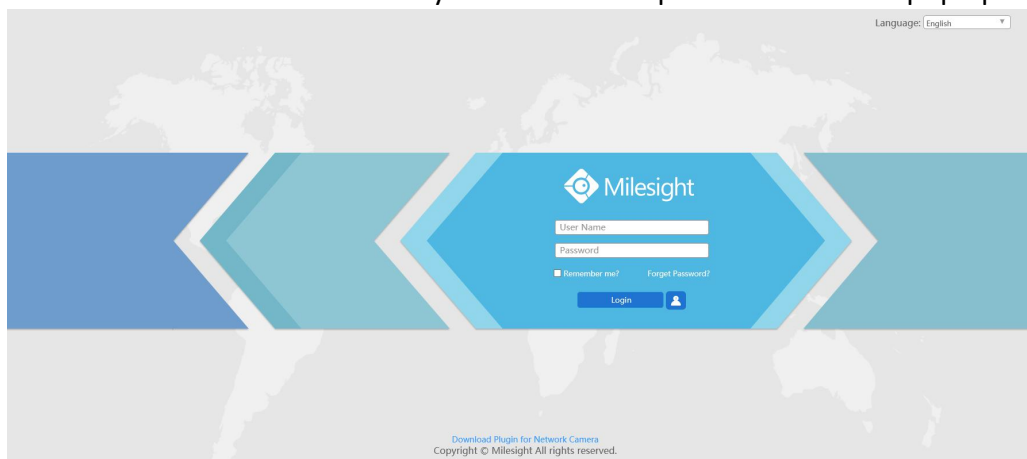 Language: English
Milesight
User Name
Password
Remember me? Forget Password?
Login
Download Plugin for Network Camera
Copyright © Milesight All rights reserved.